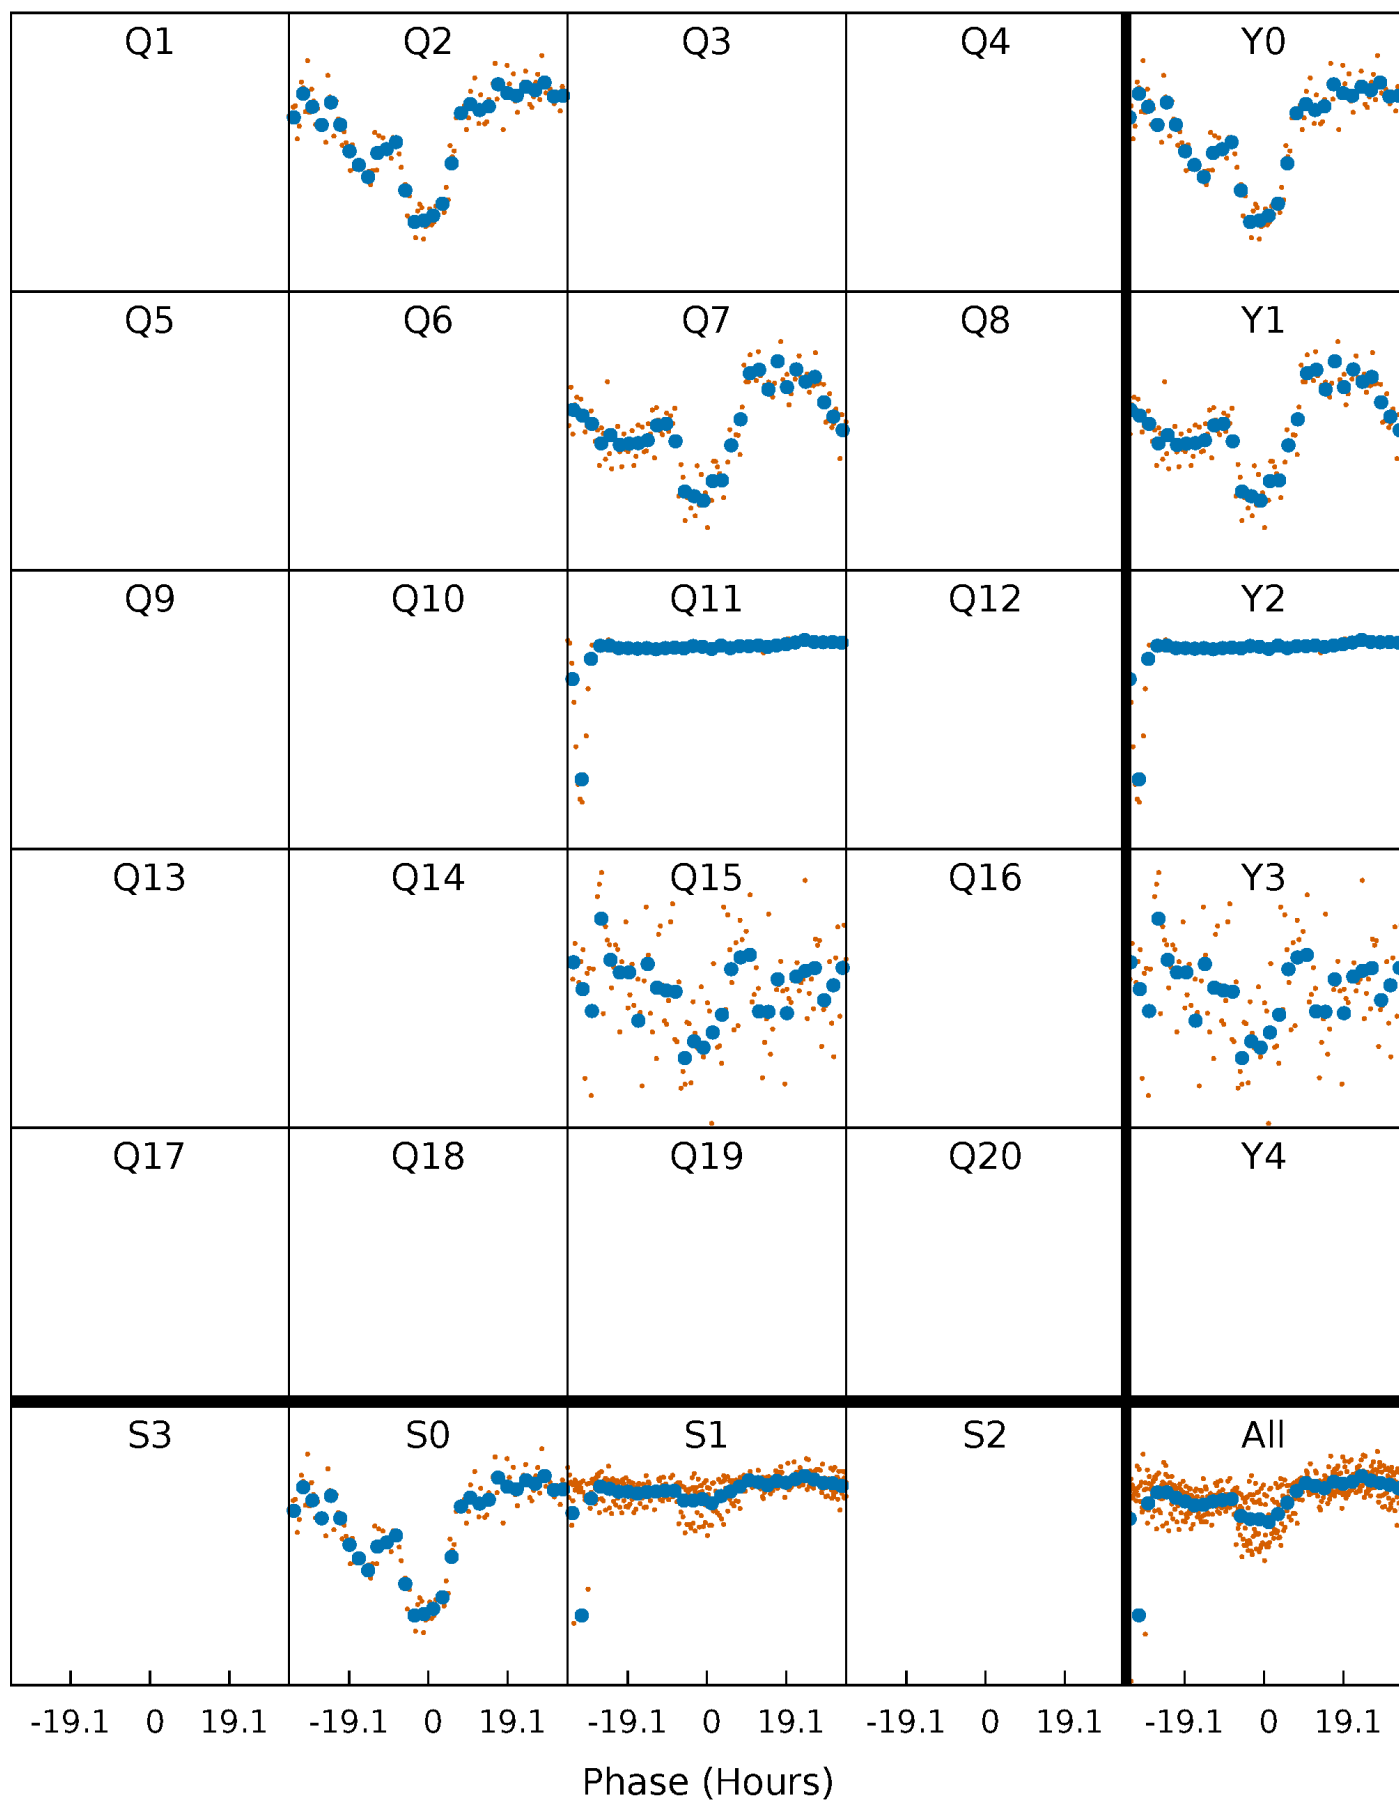 Q1 Q2 Q3 Q4 Y0
Q5 Q6 Q7 Q8 Y1
Q9 Q10 Q11 Q12 Y2
Q13 Q14 Q15 Q16 Y3
Q17 Q18 Q19 Q20 Y4
S3 S0 S1 S2 All
-19.1 0 19.1 -19.1 0 19.1 -19.1 0 19.1 -19.1 0 19.1 -19.1 0 19.1
Phase (Hours)